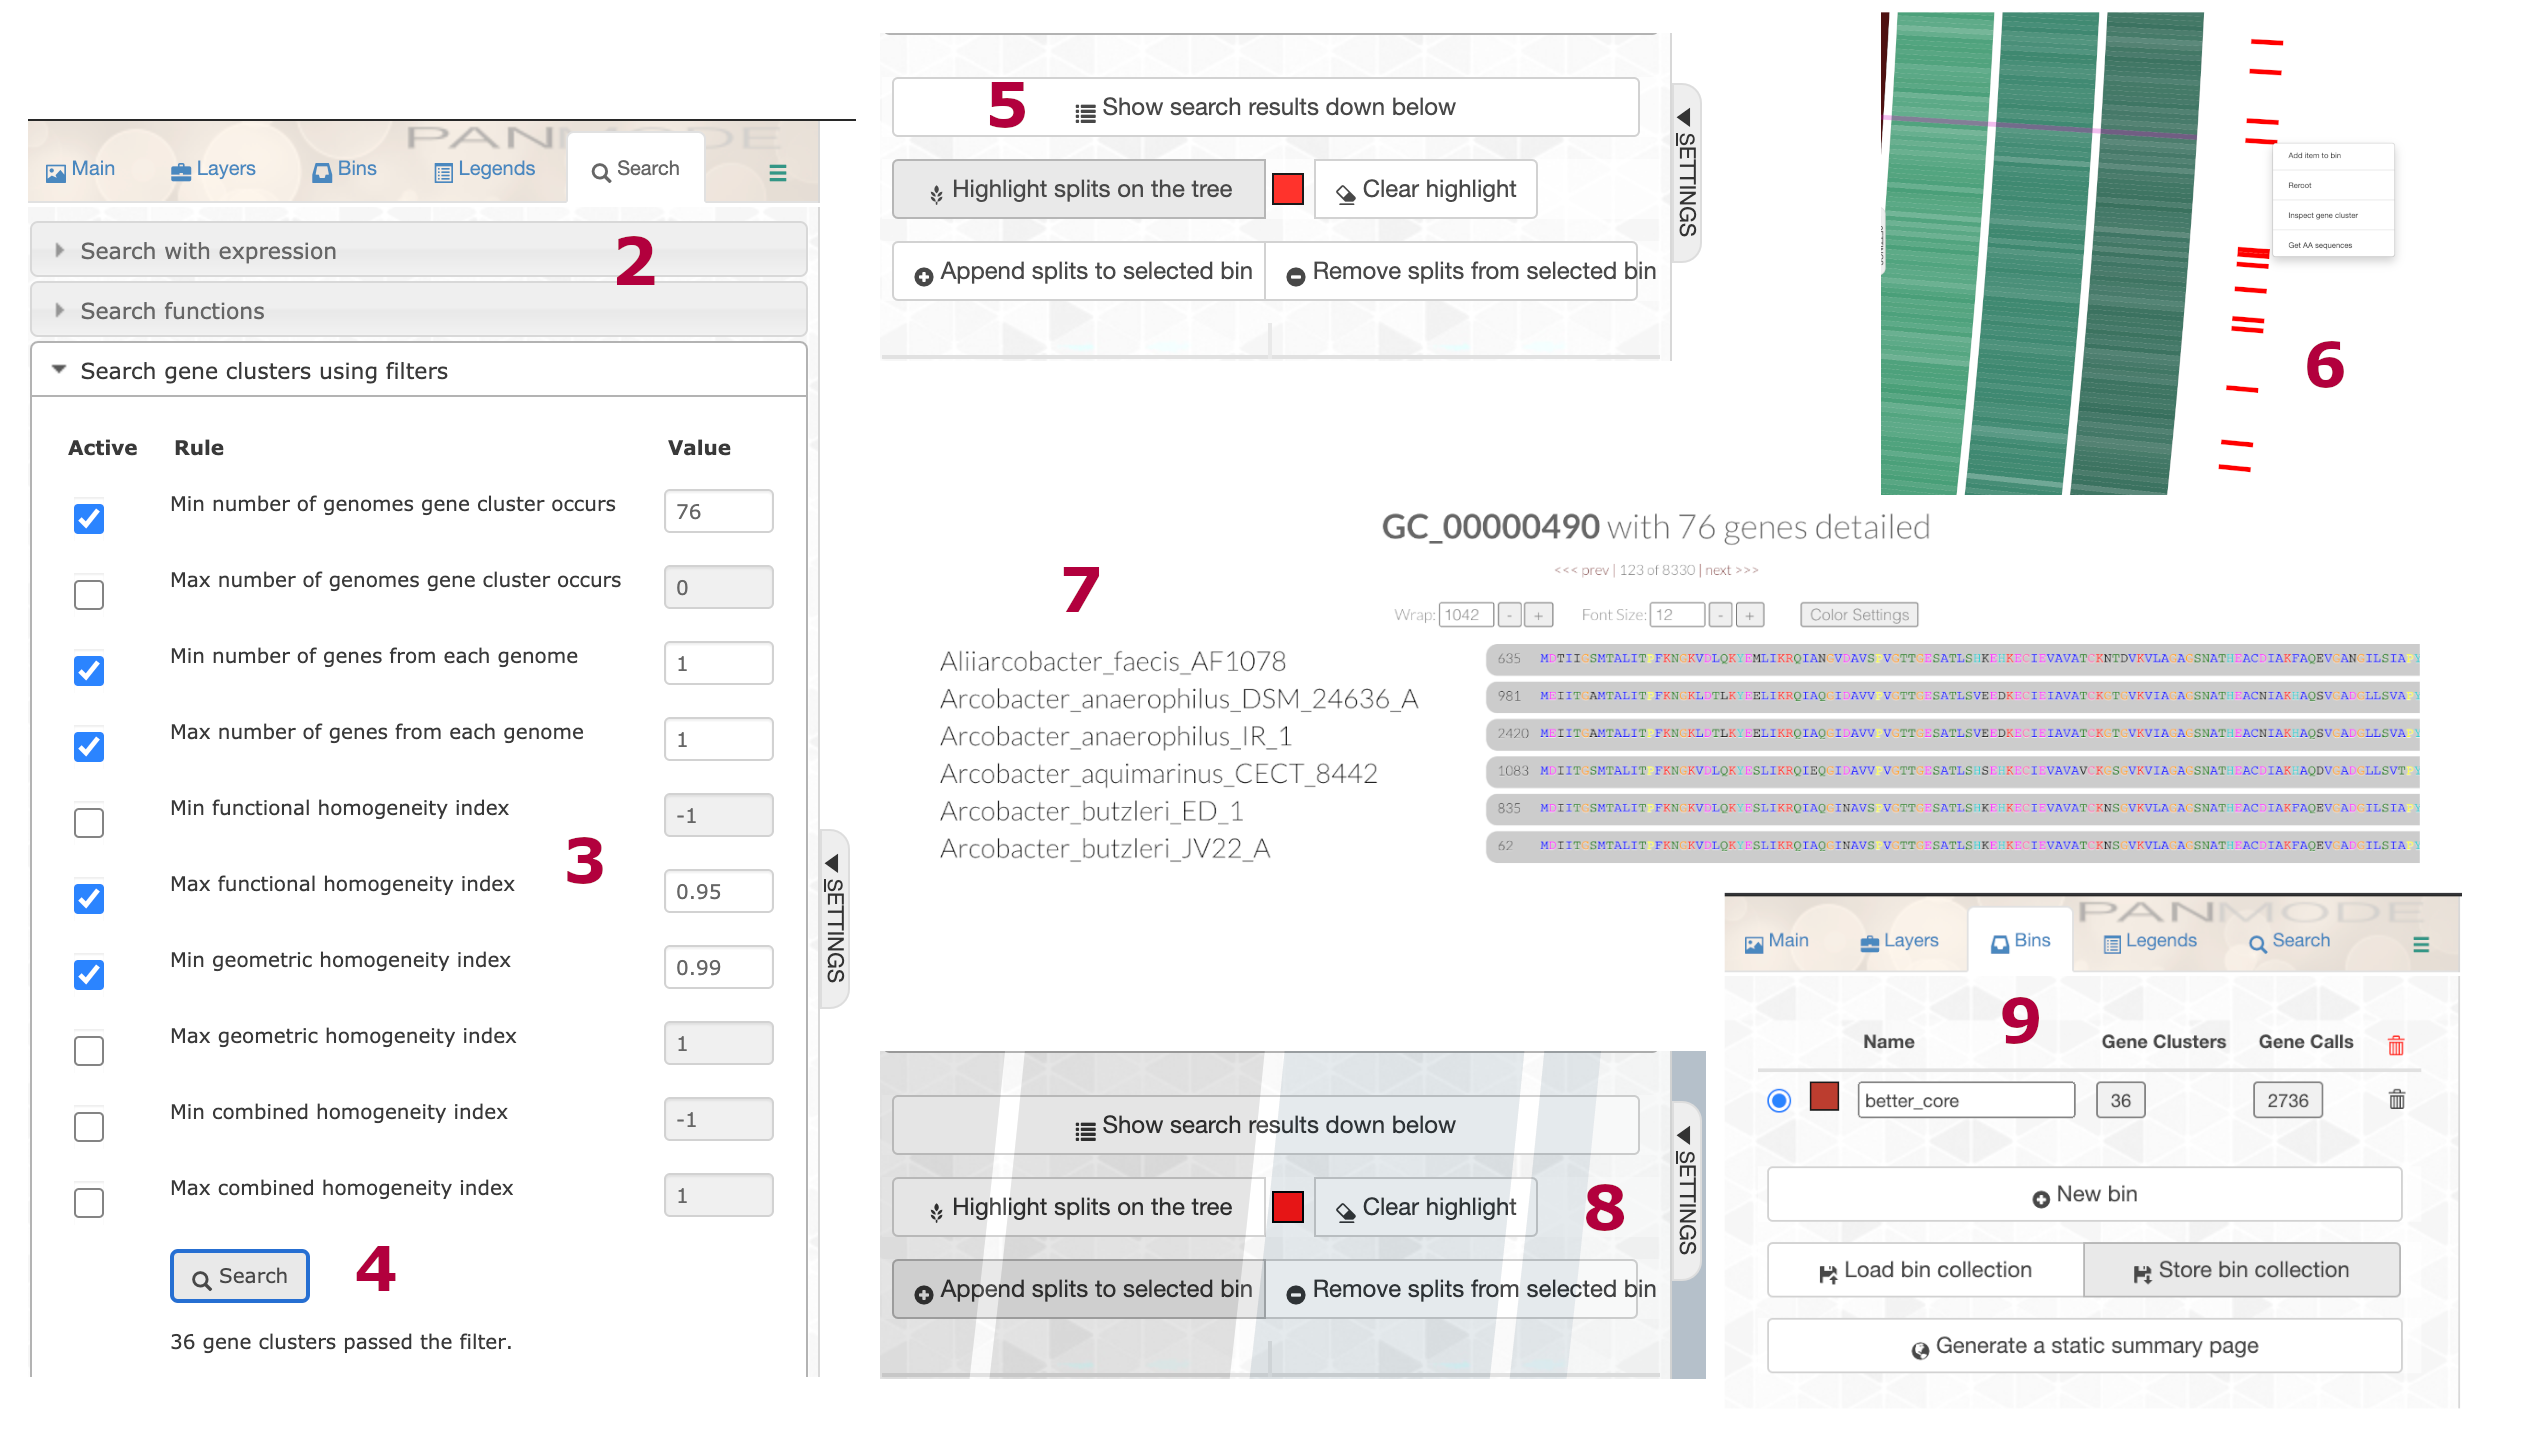 PANMODE
Main
Layers
Bins
Legends
Search
2
Search with expression
Search functions
Search gene clusters using filters
Active Rule Value
Min number of genomes gene cluster occurs 76
Max number of genomes gene cluster occurs 0
Min number of genes from each genome 1
Max number of genes from each genome 1
Min functional homogeneity index -1
3
Max functional homogeneity index 0.95
Min geometric homogeneity index 0.99
Max geometric homogeneity index 1
Min combined homogeneity index -1
Max combined homogeneity index 1
Search
4
36 gene clusters passed the filter.
SETTINGS
5
Show search results down below
Highlight splits on the tree
Clear highlight
Append splits to selected bin
Remove splits from selected bin
SETTINGS
Add item to bin
Reroot
Inspect gene cluster
Get AA sequences
6
7
GC_00000490 with 76 genes detailed
<<< prev | 123 of 8330 | next >>>
Wrap: 1042 - + Font Size: 12 - + Color Settings
Aliiarcobacter_faecis_AF1078 635
Arcobacter_anaerophilus_DSM_24636_A 981
Arcobacter_anaerophilus_IR_1 2420
Arcobacter_aquimarinus_CECT_8442 1083
Arcobacter_butzleri_ED_1 835
Arcobacter_butzleri_JV22_A 62
Show search results down below
Highlight splits on the tree
Clear highlight
8
Append splits to selected bin
Remove splits from selected bin
SETTINGS
PANMODE
Main
Layers
Bins
Legends
Search
9
Name Gene Clusters Gene Calls
better_core 36 2736
New bin
Load bin collection
Store bin collection
Generate a static summary page